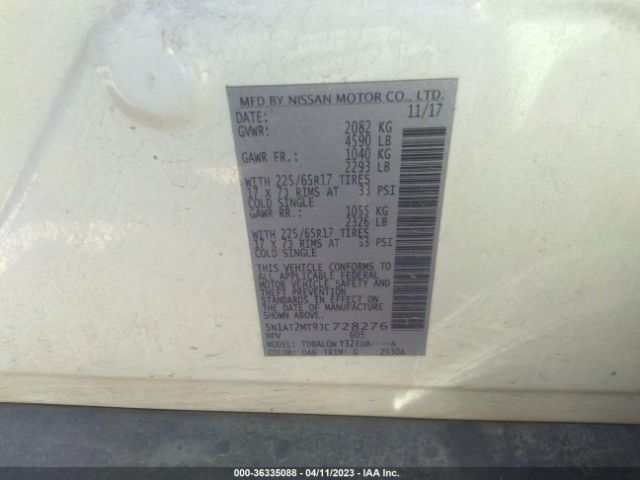 MFD BY NISSAN MOTOR CO., LTD.
DATE: 11/17
GVWR: 2082 KG
4590 LB
GAWR FR.: 1040 KG
2293 LB
WITH 225/65R17 TIRES
17 X 7J RIMS AT 33 PSI
COLD SINGLE
GAWR RR.: 1055 KG
2326 LB
WITH 225/65R17 TIRES
17 X 7J RIMS AT 33 PSI
COLD SINGLE
THIS VEHICLE CONFORMS TO
ALL APPLICABLE FEDERAL
MOTOR VEHICLE SAFETY AND
THEFT PREVENTION
STANDARDS IN EFFECT ON
THE DATE OF MANUFACTURE
SHOWN ABOVE.
5N1AT2MT9JC728276
MPV 605
MODEL: TDBALQW T32EUA----A
COLOR: QAB TRIM: G 2530A
000-36335088 - 04/11/2023 - IAA Inc.